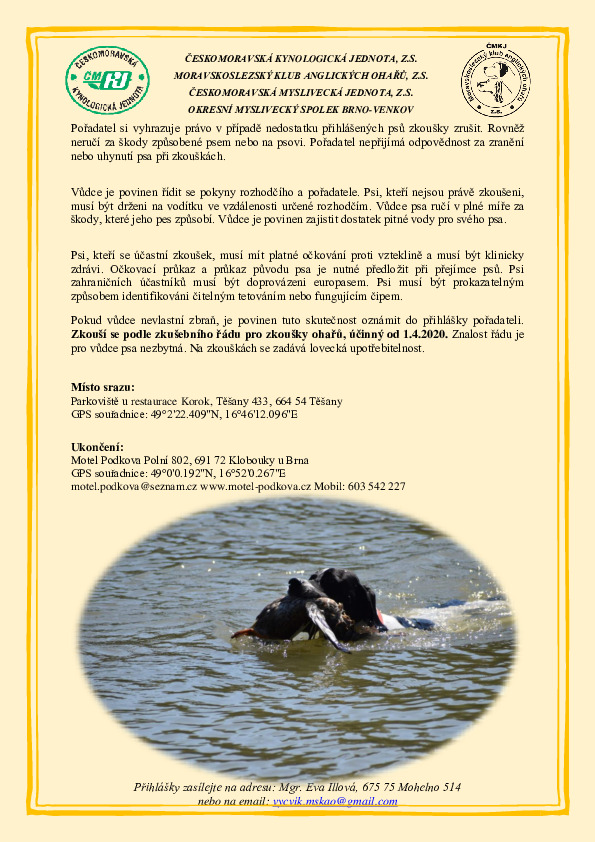 ČESKOMORAVSKÁ
ČMKJ
KYNOLOGICKÁ JEDNOTA
ČESKOMORAVSKÁ KYNOLOGICKÁ JEDNOTA, Z.S.
MORAVSKOSLEZSKÝ KLUB ANGLICKÝCH OHAŘŮ, Z.S.
ČESKOMORAVSKÁ MYSLIVECKÁ JEDNOTA, Z.S.
OKRESNÍ MYSLIVECKÝ SPOLEK BRNO-VENKOV
ČMKJ
Moravskoslezský klub anglických ohařů
z.s.
Pořadatel si vyhrazuje právo v případě nedostatku přihlášených psů zkoušky zrušit. Rovněž
neručí za škody způsobené psem nebo na psovi. Pořadatel nepřijímá odpovědnost za zranění
nebo uhynutí psa při zkouškách.
Vůdce je povinen řídit se pokyny rozhodčího a pořadatele. Psi, kteří nejsou právě zkoušeni,
musí být drženi na vodítku ve vzdálenosti určené rozhodčím. Vůdce psa ručí v plné míře za
škody, které jeho pes způsobí. Vůdce je povinen zajistit dostatek pitné vody pro svého psa.
Psi, kteří se účastní zkoušek, musí mít platné očkování proti vzteklině a musí být klinicky
zdrávi. Očkovací průkaz a průkaz původu psa je nutné předložit při přejímce psů. Psi
zahraničních účastníků musí být doprovázeni europasem. Psi musí být prokazatelným
způsobem identifikováni čitelným tetováním nebo fungujícím čipem.
Pokud vůdce nevlastní zbraň, je povinen tuto skutečnost oznámit do přihlášky pořadateli.
Zkouší se podle zkušebního řádu pro zkoušky ohařů, účinný od 1.4.2020. Znalost řádu je
pro vůdce psa nezbytná. Na zkouškách se zadává lovecká upotřebitelnost.
Místo srazu:
Parkoviště u restaurace Korok, Těšany 433, 664 54 Těšany
GPS souřadnice: 49°2'22.409"N, 16°46'12.096"E
Ukončení:
Motel Podkova Polní 802, 691 72 Klobouky u Brna
GPS souřadnice: 49°0'0.192"N, 16°52'0.267"E
motel.podkova@seznam.cz www.motel-podkova.cz Mobil: 603 542 227
Přihlášky zasílejte na adresu: Mgr. Eva Illová, 675 75 Mohelno 514
nebo na email: vycvik.mskao@gmail.com